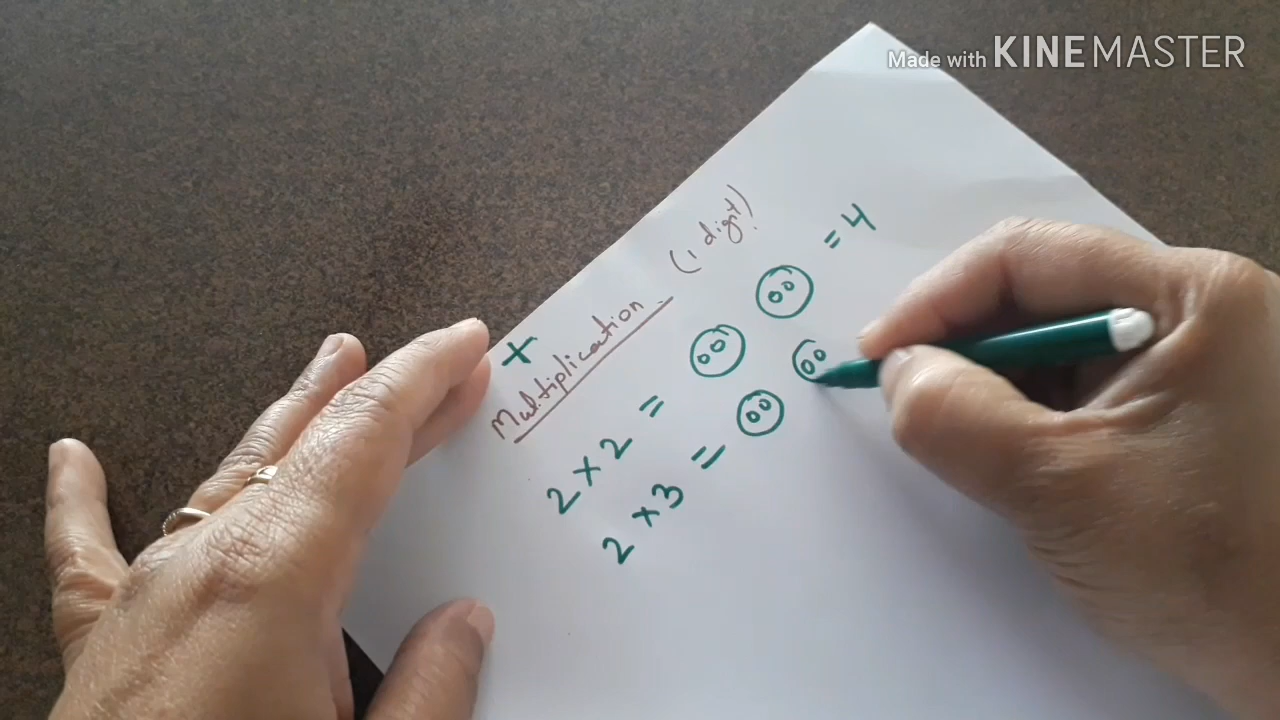 Made with KINEMASTER
+
Multiplication (1 digit)
2 × 2 = = 4
2 × 3 =